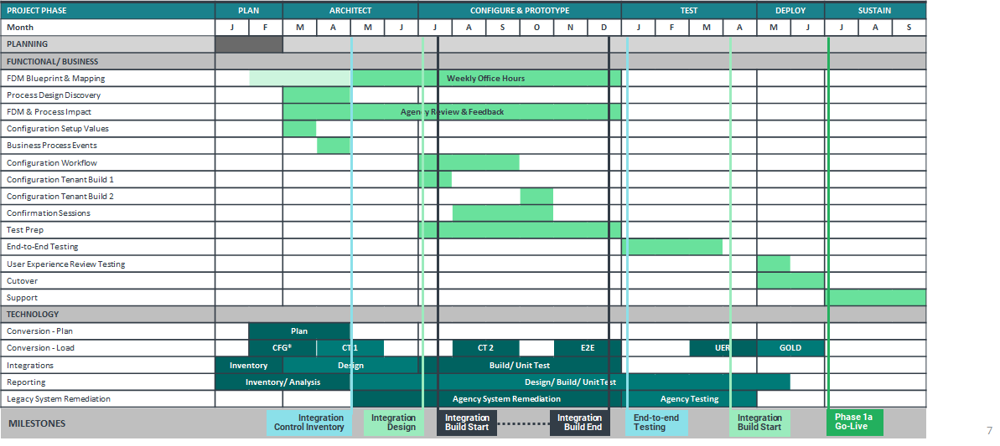 PROJECT PHASE PLAN ARCHITECT CONFIGURE & PROTOTYPE TEST DEPLOY SUSTAIN
Month J F M A M J J A S O N D J F M A M J J A S
PLANNING
FUNCTIONAL/ BUSINESS
FDM Blueprint & Mapping Weekly Office Hours
Process Design Discovery
FDM & Process Impact Agency Review & Feedback
Configuration Setup Values
Business Process Events
Configuration Workflow
Configuration Tenant Build 1
Configuration Tenant Build 2
Confirmation Sessions
Test Prep
End-to-End Testing
User Experience Review Testing
Cutover
Support
TECHNOLOGY
Conversion - Plan Plan
Conversion - Load CFG* CT 1 CT 2 E2E UER GOLD
Integrations Inventory Design Build/ Unit Test
Reporting Inventory/ Analysis Design/ Build/ Unit Test
Legacy System Remediation Agency System Remediation Agency Testing
MILESTONES
Integration
Control Inventory
Integration
Design
Integration
Build Start
Integration
Build End
End-to-end
Testing
Integration
Build Start
Phase 1a
Go-Live
7